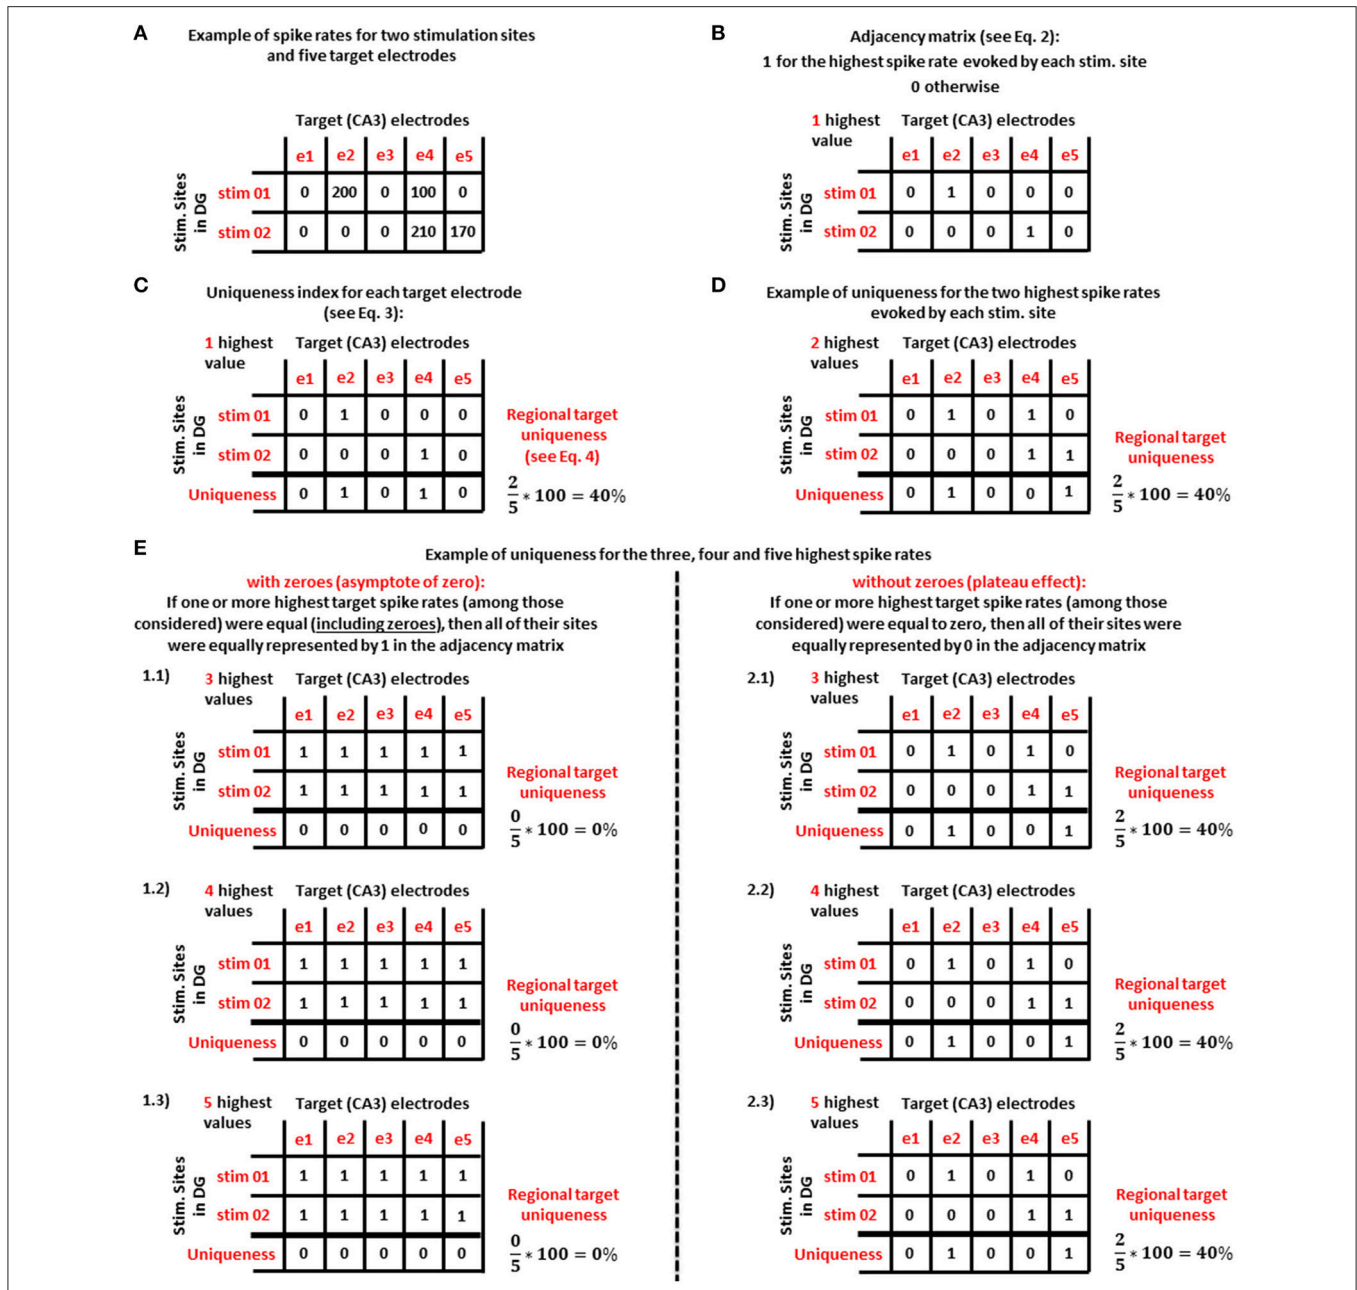 A
Example of spike rates for two stimulation sites
and five target electrodes
Target (CA3) electrodes
Stim. Sites
in DG
e1 e2 e3 e4 e5
stim 01 0 200 0 100 0
stim 02 0 0 0 210 170
B
Adjacency matrix (see Eq. 2):
1 for the highest spike rate evoked by each stim. site
0 otherwise
1 highest
value
Target (CA3) electrodes
Stim. Sites
in DG
e1 e2 e3 e4 e5
stim 01 0 1 0 0 0
stim 02 0 0 0 1 0
C
Uniqueness index for each target electrode
(see Eq. 3):
1 highest
value
Target (CA3) electrodes
Stim. Sites
in DG
e1 e2 e3 e4 e5
stim 01 0 1 0 0 0
stim 02 0 0 0 1 0
Uniqueness 0 1 0 1 0
Regional target
uniqueness
(see Eq. 4)
2/5 * 100 = 40%
D
Example of uniqueness for the two highest spike rates
evoked by each stim. site
2 highest
values
Target (CA3) electrodes
Stim. Sites
in DG
e1 e2 e3 e4 e5
stim 01 0 1 0 1 0
stim 02 0 0 0 1 1
Uniqueness 0 1 0 0 1
Regional target
uniqueness
2/5 * 100 = 40%
E
Example of uniqueness for the three, four and five highest spike rates
with zeroes (asymptote of zero):
If one or more highest target spike rates (among those
considered) were equal (including zeroes), then all of their sites
were equally represented by 1 in the adjacency matrix
1.1)
3 highest
values
Target (CA3) electrodes
Stim. Sites
in DG
e1 e2 e3 e4 e5
stim 01 1 1 1 1 1
stim 02 1 1 1 1 1
Uniqueness 0 0 0 0 0
Regional target
uniqueness
0/5 * 100 = 0%
1.2)
4 highest
values
Target (CA3) electrodes
Stim. Sites
in DG
e1 e2 e3 e4 e5
stim 01 1 1 1 1 1
stim 02 1 1 1 1 1
Uniqueness 0 0 0 0 0
Regional target
uniqueness
0/5 * 100 = 0%
1.3)
5 highest
values
Target (CA3) electrodes
Stim. Sites
in DG
e1 e2 e3 e4 e5
stim 01 1 1 1 1 1
stim 02 1 1 1 1 1
Uniqueness 0 0 0 0 0
Regional target
uniqueness
0/5 * 100 = 0%
without zeroes (plateau effect):
If one or more highest target spike rates (among those
considered) were equal to zero, then all of their sites were
equally represented by 0 in the adjacency matrix
2.1)
3 highest
values
Target (CA3) electrodes
Stim. Sites
in DG
e1 e2 e3 e4 e5
stim 01 0 1 0 1 0
stim 02 0 0 0 1 1
Uniqueness 0 1 0 0 1
Regional target
uniqueness
2/5 * 100 = 40%
2.2)
4 highest
values
Target (CA3) electrodes
Stim. Sites
in DG
e1 e2 e3 e4 e5
stim 01 0 1 0 1 0
stim 02 0 0 0 1 1
Uniqueness 0 1 0 0 1
Regional target
uniqueness
2/5 * 100 = 40%
2.3)
5 highest
values
Target (CA3) electrodes
Stim. Sites
in DG
e1 e2 e3 e4 e5
stim 01 0 1 0 1 0
stim 02 0 0 0 1 1
Uniqueness 0 1 0 0 1
Regional target
uniqueness
2/5 * 100 = 40%